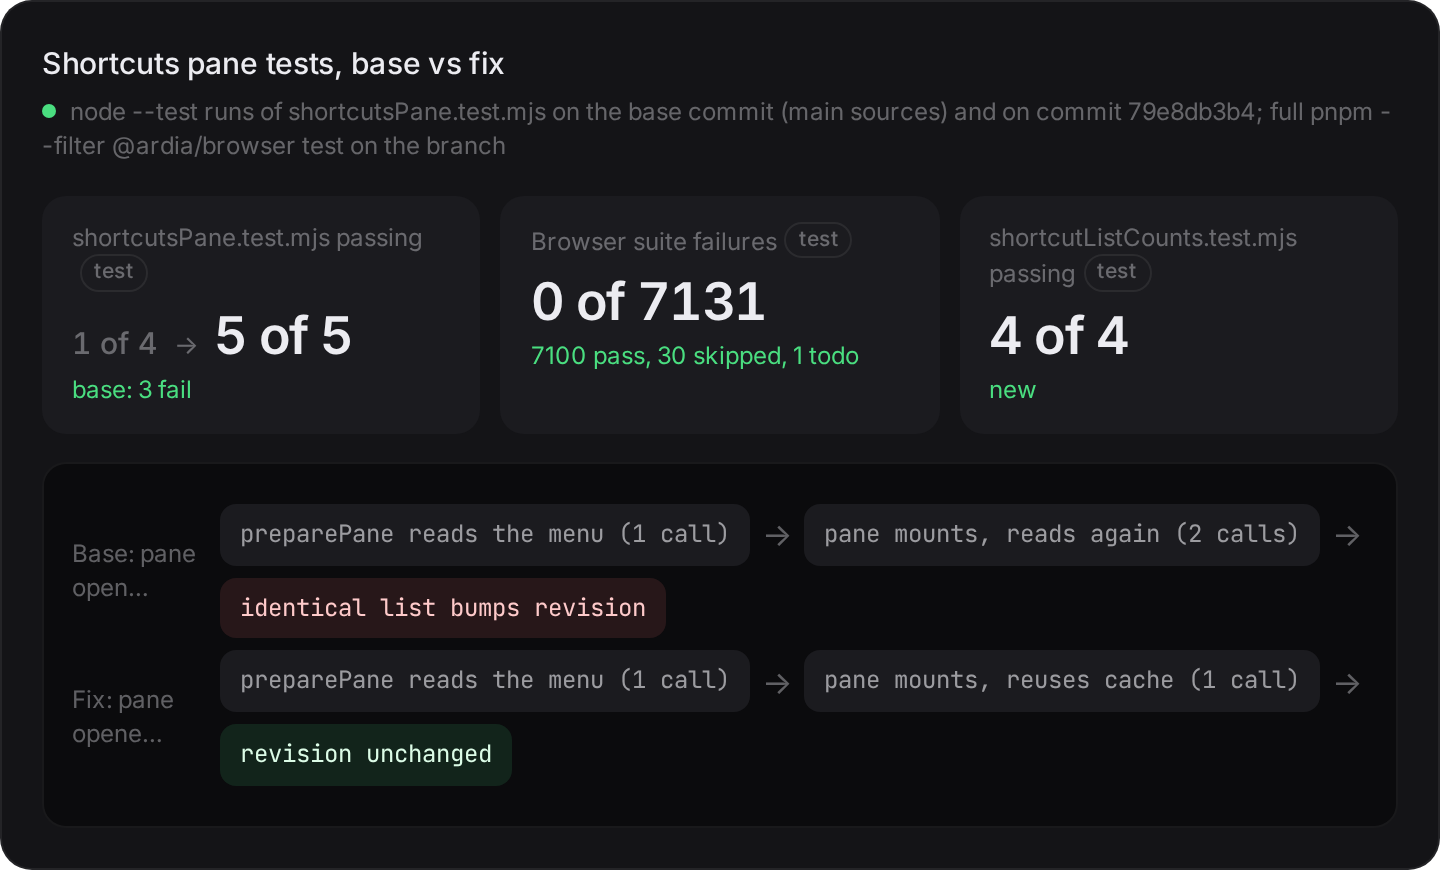 Shortcuts pane tests, base vs fix
node --test runs of shortcutsPane.test.mjs on the base commit (main sources) and on commit 79e8db3b4; full pnpm -
-filter @ardia/browser test on the branch
shortcutsPane.test.mjs passing
test
1 of 4 → 5 of 5
base: 3 fail
Browser suite failures test
0 of 7131
7100 pass, 30 skipped, 1 todo
shortcutListCounts.test.mjs
passing test
4 of 4
new
Base: pane
open...
preparePane reads the menu (1 call) → pane mounts, reads again (2 calls) →
identical list bumps revision
Fix: pane
opene...
preparePane reads the menu (1 call) → pane mounts, reuses cache (1 call) →
revision unchanged